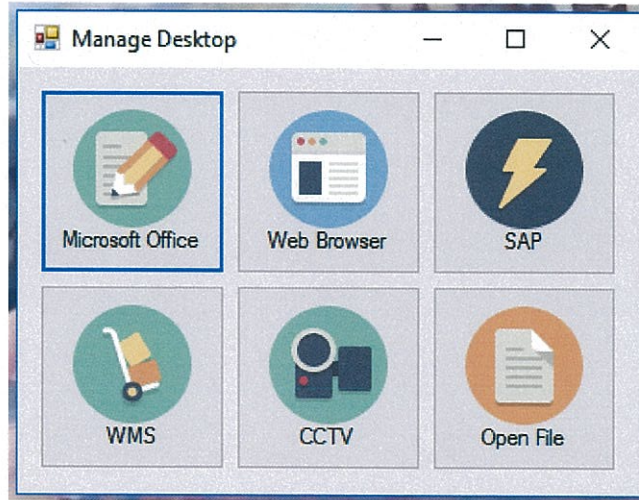 Manage Desktop
Microsoft Office
Web Browser
SAP
WMS
CCTV
Open File